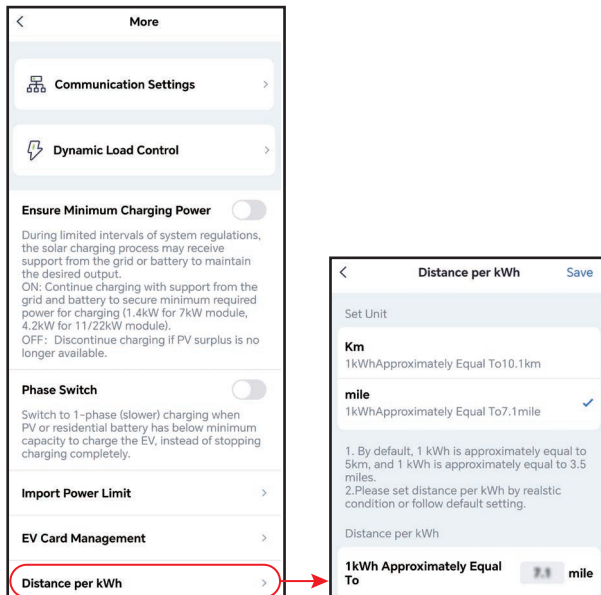 More
Communication Settings
Dynamic Load Control
Ensure Minimum Charging Power
During limited intervals of system regulations,
the solar charging process may receive
support from the grid or battery to maintain
the desired output.
ON: Continue charging with support from the
grid and battery to secure minimum required
power for charging (1.4kW for 7kW module,
4.2kW for 11/22kW module).
OFF: Discontinue charging if PV surplus is no
longer available.
Phase Switch
Switch to 1-phase (slower) charging when
PV or residential battery has below minimum
capacity to charge the EV, instead of stopping
charging completely.
Import Power Limit
EV Card Management
Distance per kWh
Distance per kWh Save
Set Unit
Km
1kWhApproximately Equal To10.1km
mile
1kWhApproximately Equal To7.1mile
1. By default, 1 kWh is approximately equal to
5km, and 1 kWh is approximately equal to 3.5
miles.
2.Please set distance per kWh by realstic
condition or follow default setting.
Distance per kWh
1kWh Approximately Equal
To 7.1 mile